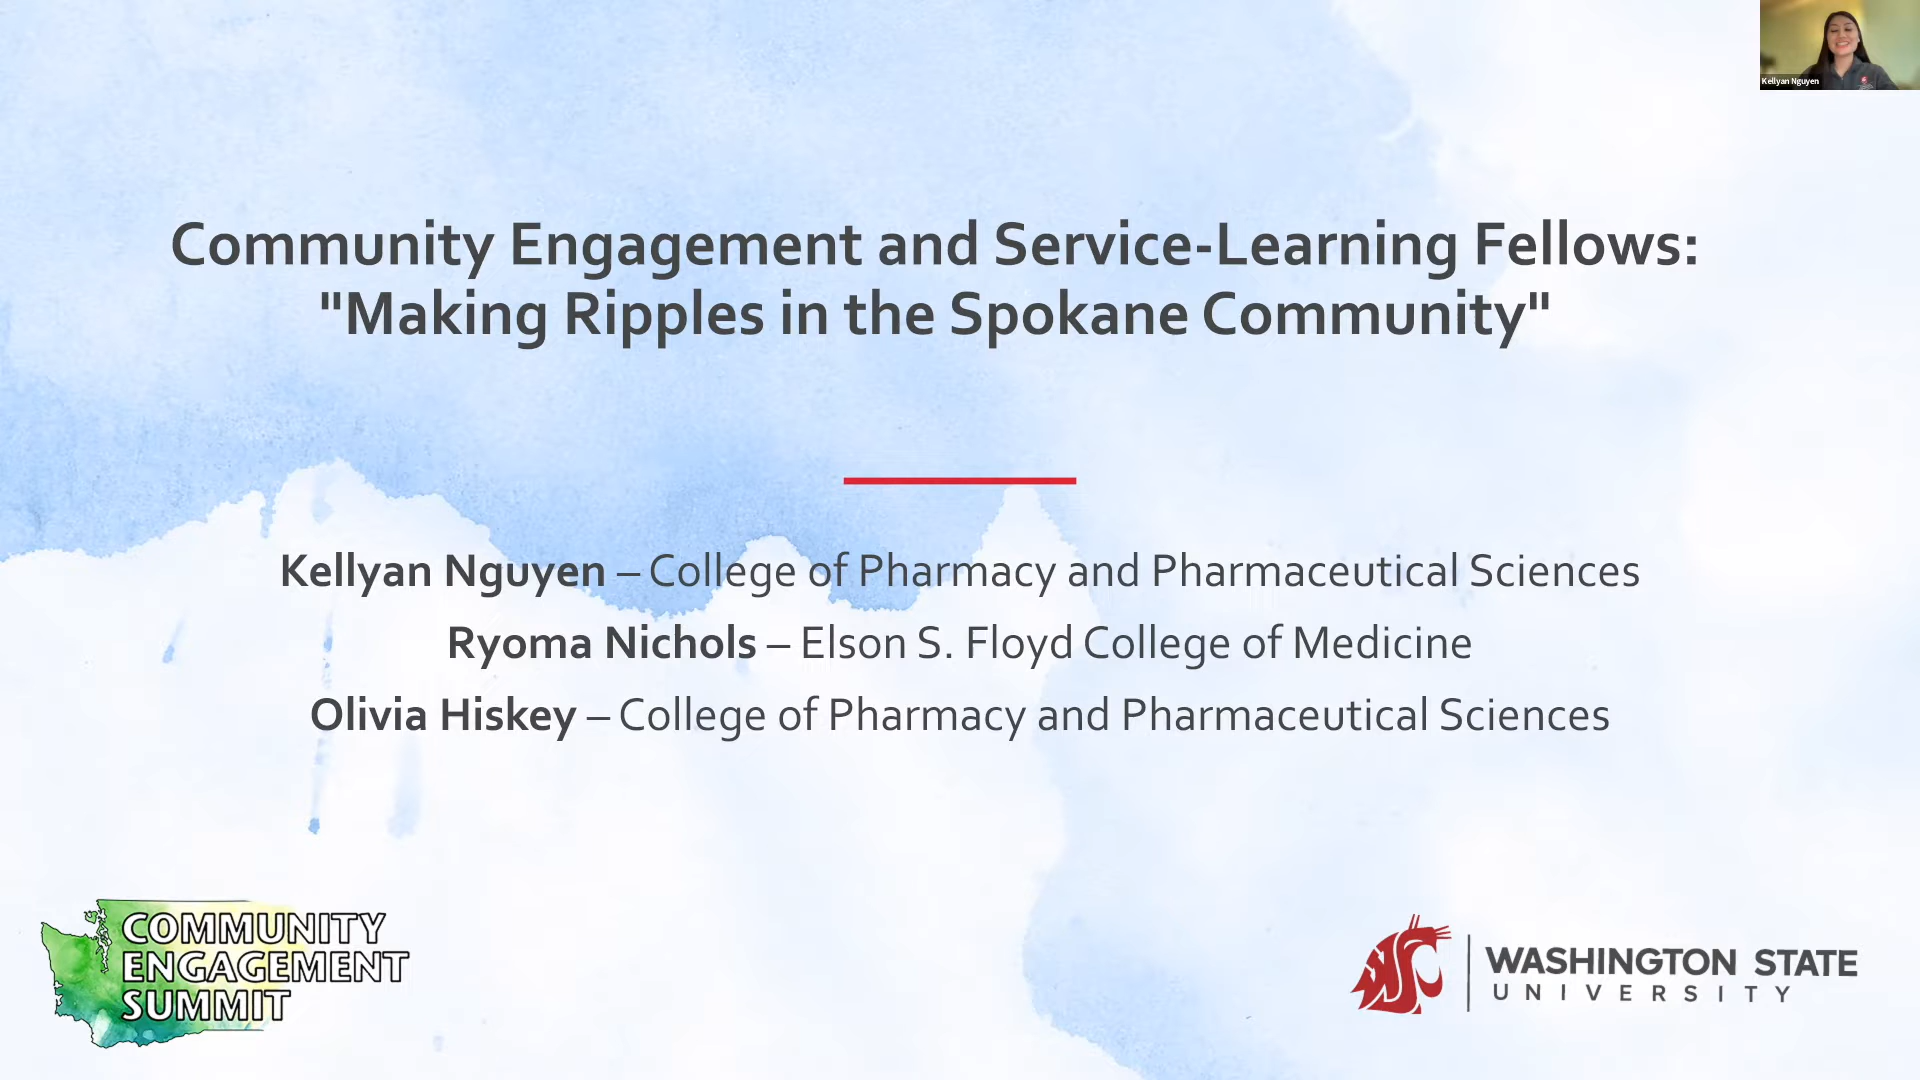 Kellyan Nguyen
Community Engagement and Service-Learning Fellows:
"Making Ripples in the Spokane Community"
Kellyan Nguyen – College of Pharmacy and Pharmaceutical Sciences
Ryoma Nichols – Elson S. Floyd College of Medicine
Olivia Hiskey – College of Pharmacy and Pharmaceutical Sciences
COMMUNITY
ENGAGEMENT
SUMMIT
WASHINGTON STATE
UNIVERSITY